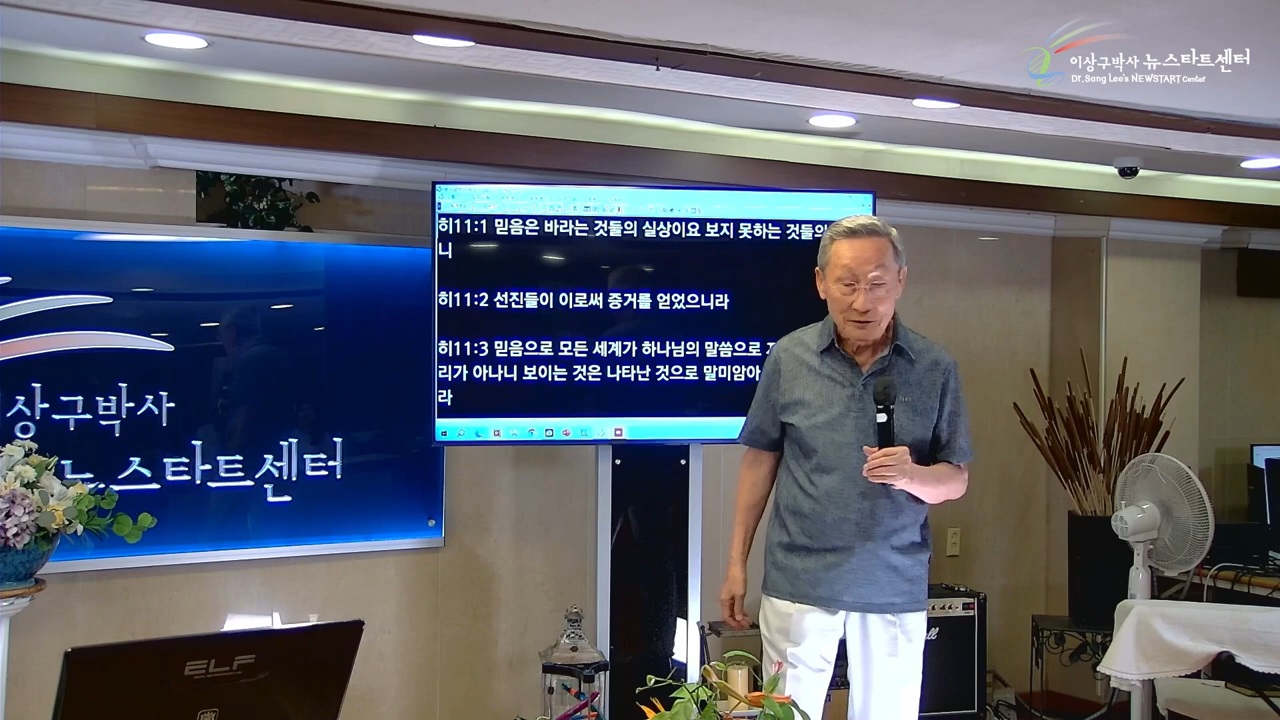 이상구박사 뉴스타트센터
Dr. Sang Lee's NEWSTART Center
히11:1 믿음은 바라는 것들의 실상이요 보지 못하는 것들의
니
히11:2 선진들이 이로써 증거를 얻었으니라
히11:3 믿음으로 모든 세계가 하나님의 말씀으로
리가 아나니 보이는 것은 나타난 것으로 말미암아
라
이상구박사
뉴스타트센터
ELF